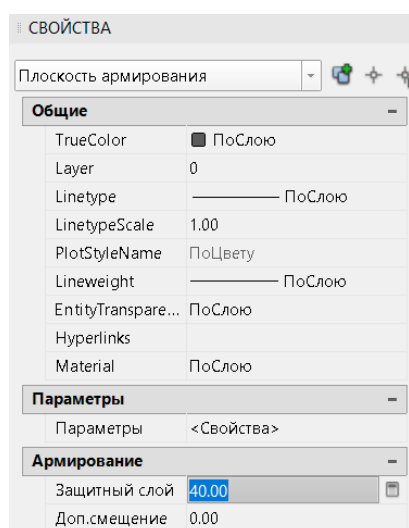 СВОЙСТВА
Плоскость армирования
Общие
TrueColor ПоСлою
Layer 0
Linetype ПоСлою
LinetypeScale 1.00
PlotStyleName ПоЦвету
Lineweight ПоСлою
EntityTranspare... ПоСлою
Hyperlinks
Material ПоСлою
Параметры
Параметры <Свойства>
Армирование
Защитный слой 40.00
Доп.смещение 0.00